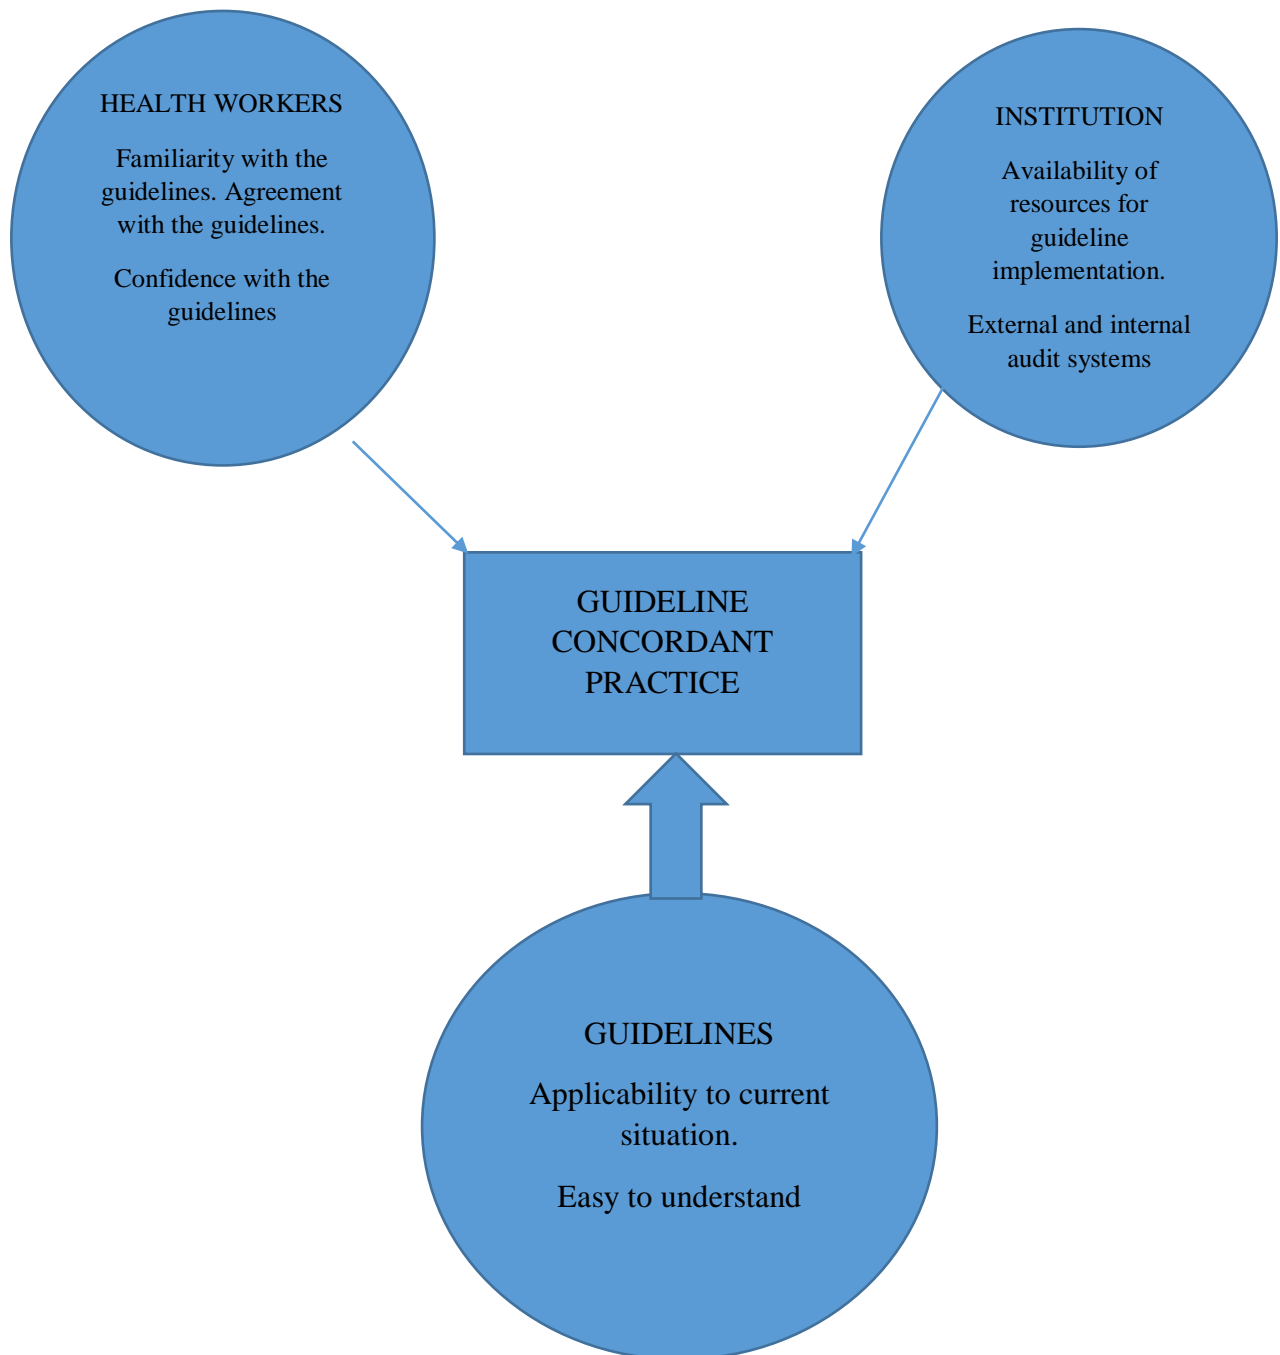 HEALTH WORKERS
Familiarity with the
guidelines. Agreement
with the guidelines.
Confidence with the
guidelines
INSTITUTION
Availability of
resources for
guideline
implementation.
External and internal
audit systems
GUIDELINE
CONCORDANT
PRACTICE
GUIDELINES
Applicability to current
situation.
Easy to understand